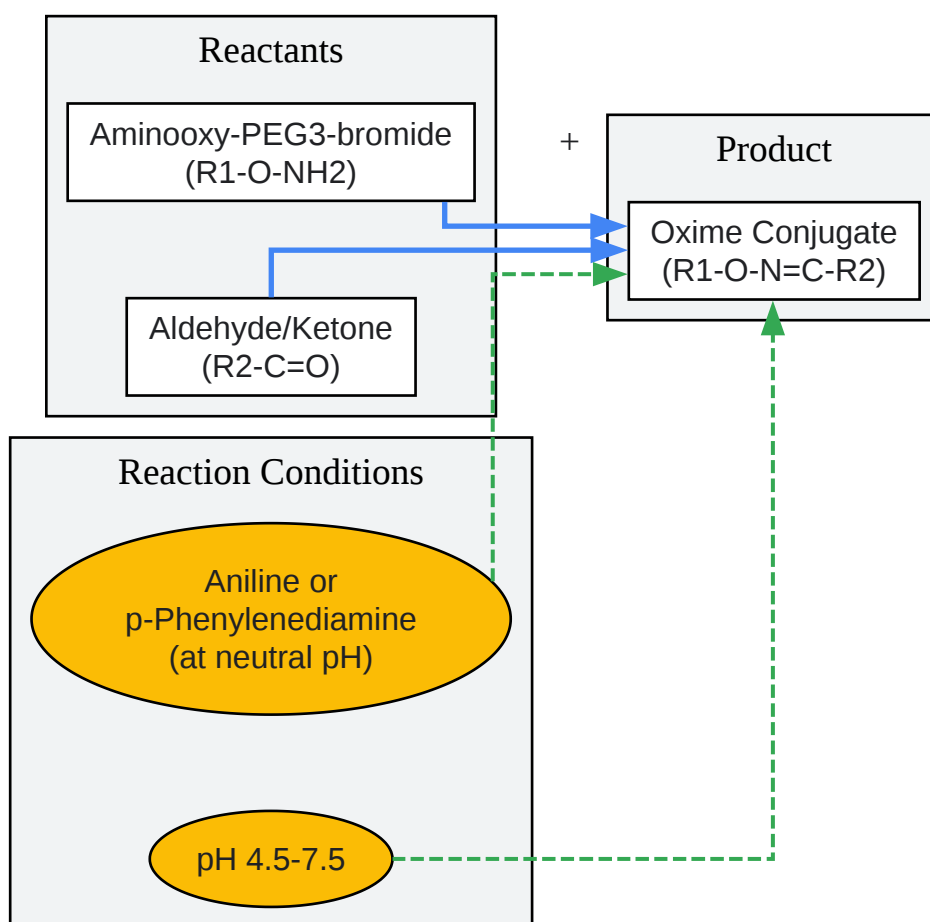 Reactants
Aminooxy-PEG3-bromide
(R1-O-NH2)
+
Product
Oxime Conjugate
(R1-O-N=C-R2)
Aldehyde/Ketone
(R2-C=O)
Reaction Conditions
Aniline or
p-Phenylenediamine
(at neutral pH)
pH 4.5-7.5